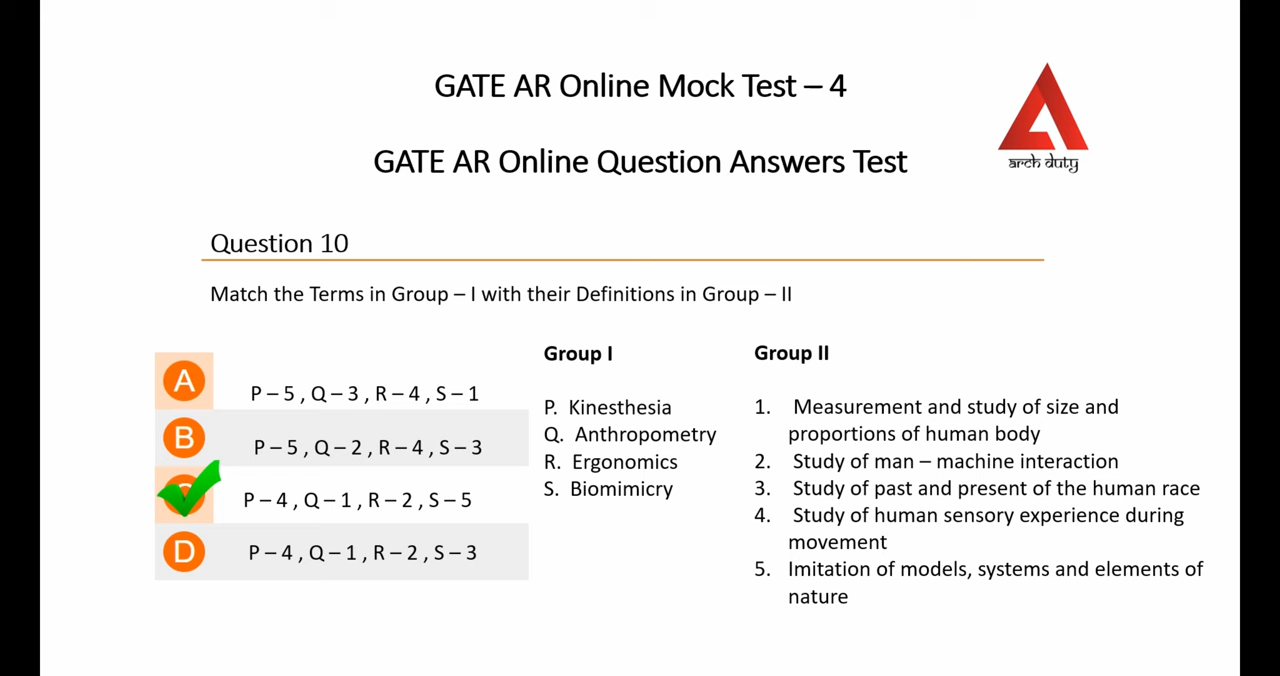 GATE AR Online Mock Test – 4
GATE AR Online Question Answers Test
arch duty
Question 10
Match the Terms in Group – I with their Definitions in Group – II
A
P – 5 , Q – 3 , R – 4 , S – 1
B
P – 5 , Q – 2 , R – 4 , S – 3
P – 4 , Q – 1 , R – 2 , S – 5
D
P – 4 , Q – 1 , R – 2 , S – 3
Group I
P. Kinesthesia
Q. Anthropometry
R. Ergonomics
S. Biomimicry
Group II
1. Measurement and study of size and
proportions of human body
2. Study of man – machine interaction
3. Study of past and present of the human race
4. Study of human sensory experience during
movement
5. Imitation of models, systems and elements of
nature